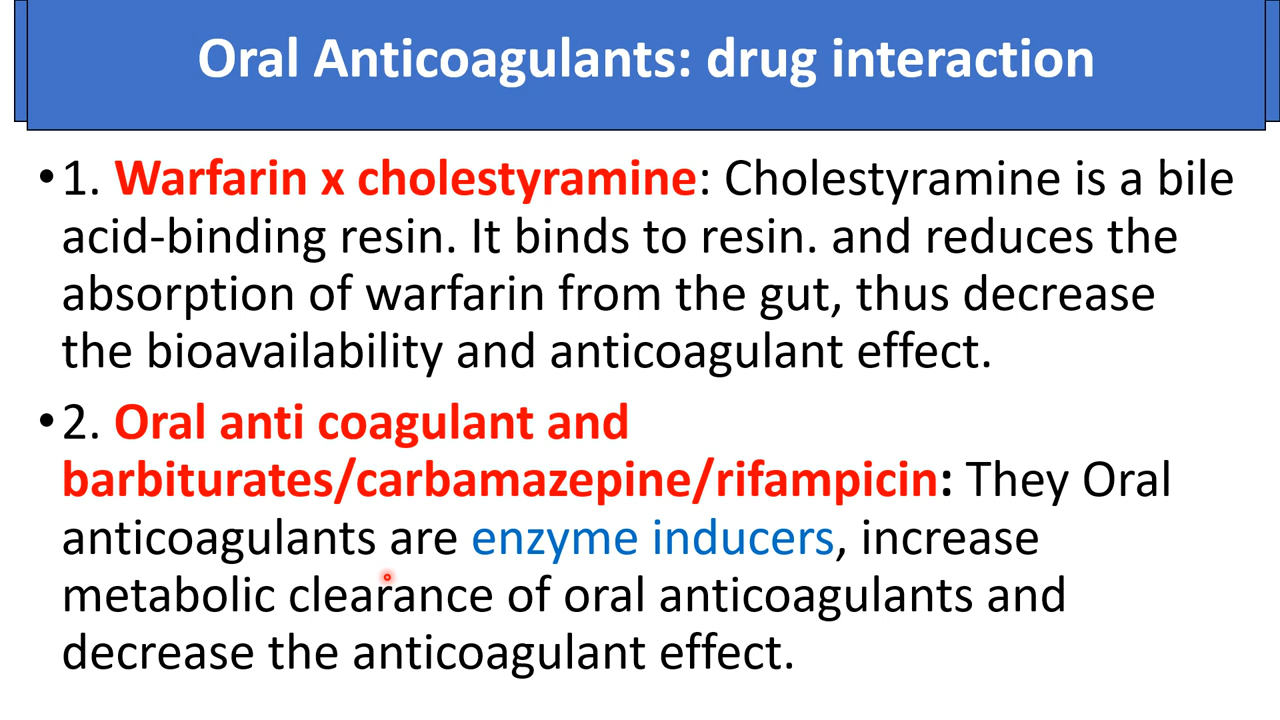 Oral Anticoagulants: drug interaction
•1. Warfarin x cholestyramine: Cholestyramine is a bile
acid-binding resin. It binds to resin. and reduces the
absorption of warfarin from the gut, thus decrease
the bioavailability and anticoagulant effect.
•2. Oral anti coagulant and
barbiturates/carbamazepine/rifampicin: They Oral
anticoagulants are enzyme inducers, increase
metabolic clearance of oral anticoagulants and
decrease the anticoagulant effect.